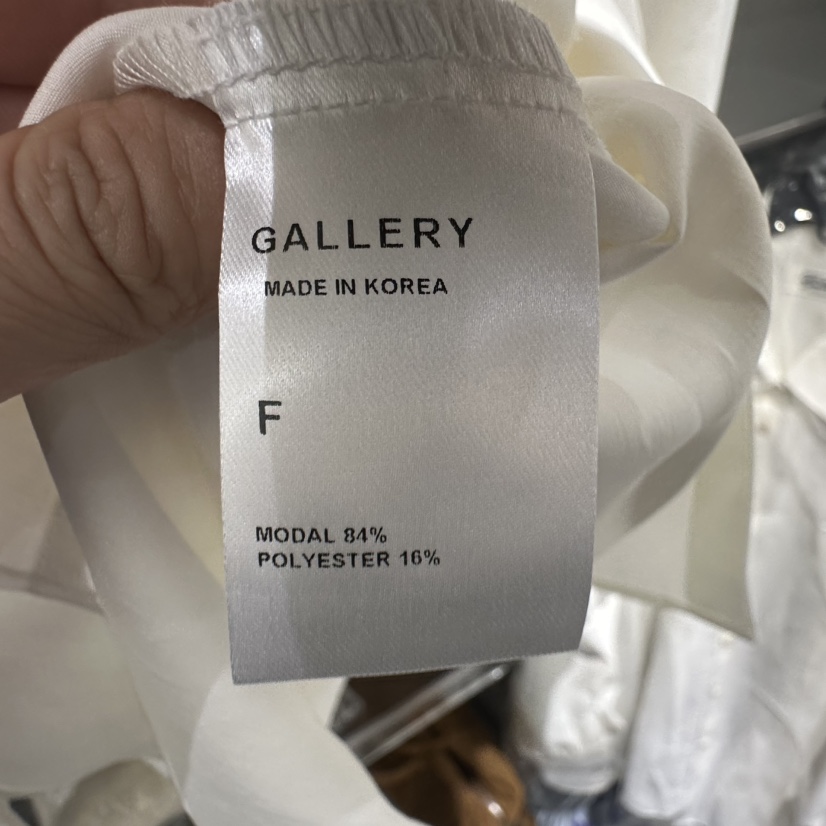 GALLERY
MADE IN KOREA
F
MODAL 84%
POLYESTER 16%